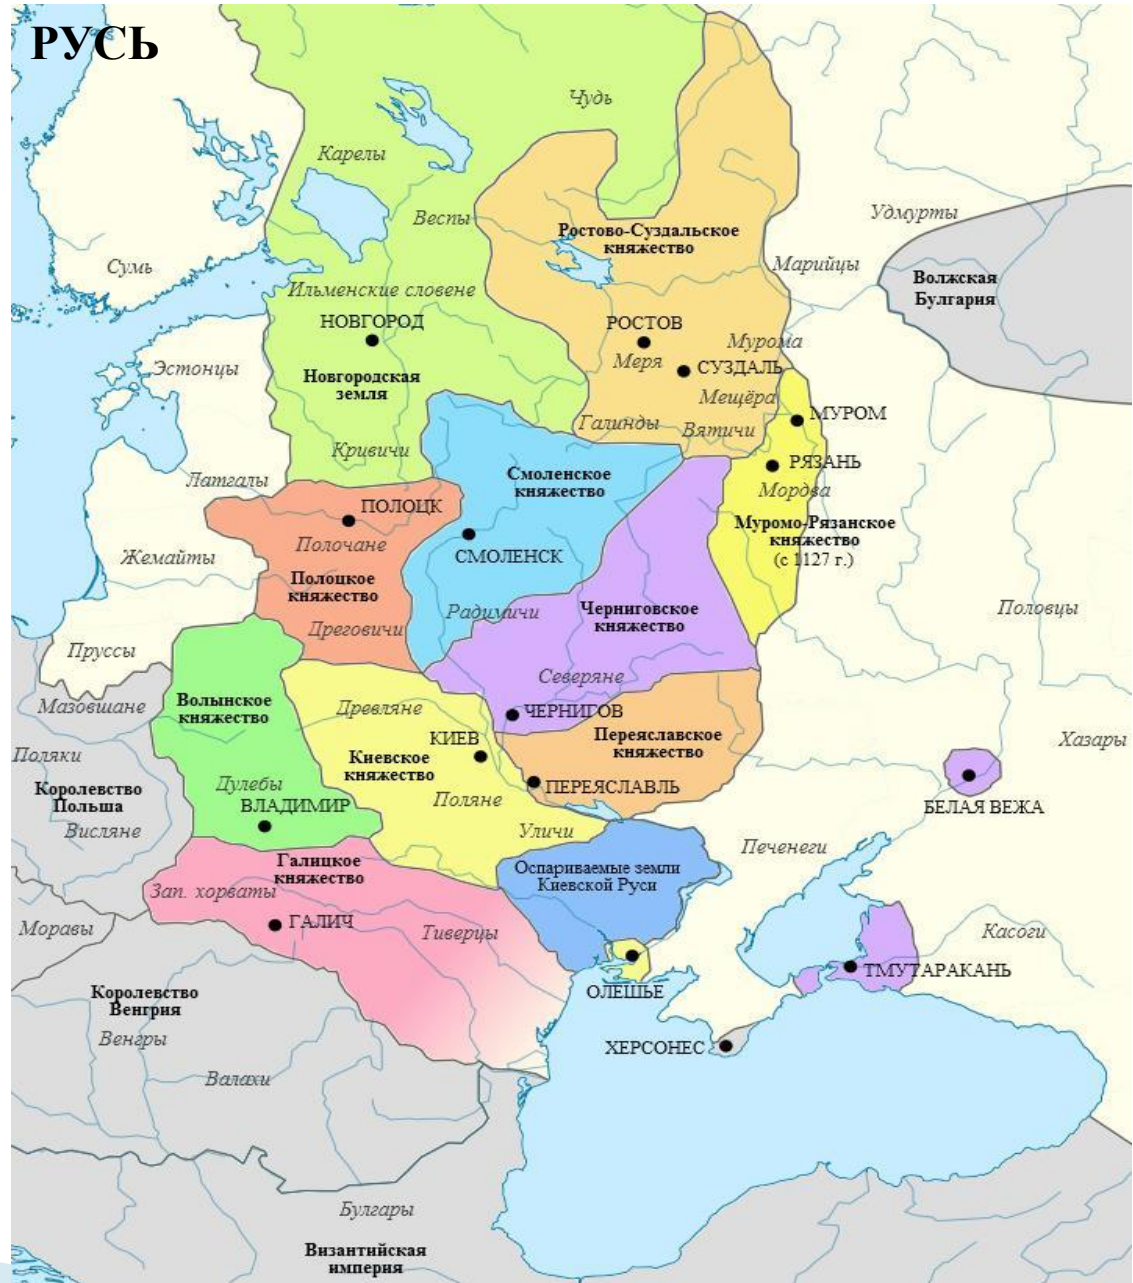 РУСЬ
Чудь
Карелы
Веспы
Удмурты
Ростово-Суздальское
княжество
Сумь
Марийцы
Волжская
Булгария
Ильменские словене
НОВГОРОД
РОСТОВ
Мурома
Меря
СУЗДАЛЬ
Эстонцы
Новгородская
земля
Мещёра
МУРОМ
Галинды
Вятичи
Кривичи
РЯЗАНЬ
Латгалы
Смоленское
княжество
Мордва
ПОЛОЦК
Муромо-Рязанское
княжество
(с 1127 г.)
Полочане
СМОЛЕНСК
Жемайты
Полоцкое
княжество
Радимичи
Черниговское
княжество
Половцы
Дреговичи
Пруссы
Северяне
Мазовшане
Волынское
княжество
Древляне
ЧЕРНИГОВ
КИЕВ
Переяславское
княжество
Хазары
Поляки
Киевское
княжество
Королевство
Польша
Дулебы
ПЕРЕЯСЛАВЛЬ
Поляне
ВЛАДИМИР
БЕЛАЯ ВЕЖА
Висляне
Уличи
Печенеги
Галицкое
княжество
Оспариваемые земли
Киевской Руси
Зап. хорваты
ГАЛИЧ
Тиверцы
Моравы
Касоги
ТМУТАРАКАНЬ
ОЛЕШЬЕ
Королевство
Венгрия
Венгры
ХЕРСОНЕС
Валахи
Булгары
Византийская
империя